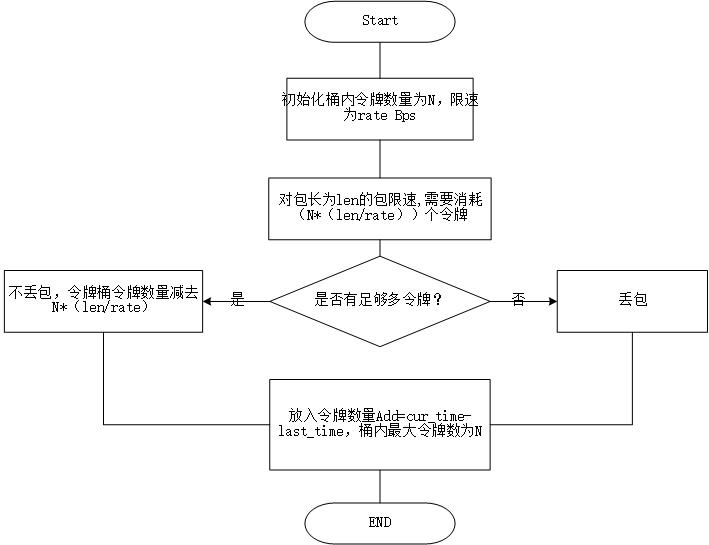 Start
初始化桶内令牌数量为N，限速
为rate Bps
对包长为len的包限速,需要消耗
（N*（len/rate））个令牌
是否有足够多令牌？
是
否
不丢包，令牌桶令牌数量减去
N*（len/rate）
丢包
放入令牌数量Add=cur_time-
last_time，桶内最大令牌数为N
END